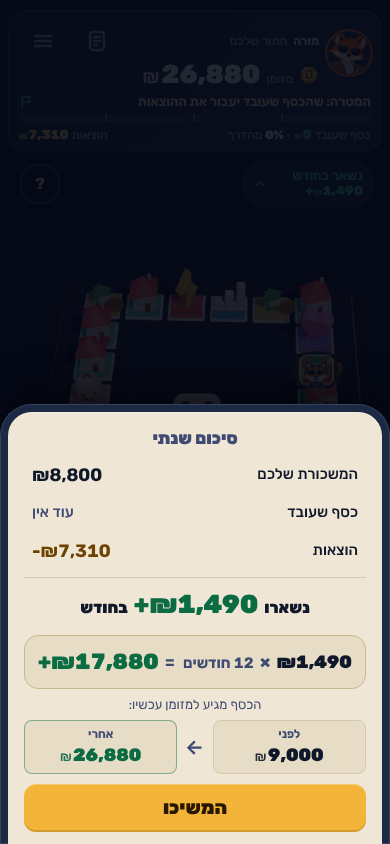 מורה התור שלכם
מזומן ₪26,880
המטרה: שהכסף שעובד יעבור את ההוצאות
כסף שעובד ₪0 • 0% מהדרך
הוצאות ₪7,310
נשאר בחודש
+₪1,490
?
סיכום שנתי
המשכורת שלכם ₪8,800
כסף שעובד עוד אין
הוצאות -₪7,310
נשארו +₪1,490 בחודש
₪1,490 × 12 חודשים = +₪17,880
הכסף מגיע למזומן עכשיו:
לפני
₪9,000
←
אחרי
₪26,880
המשיכו